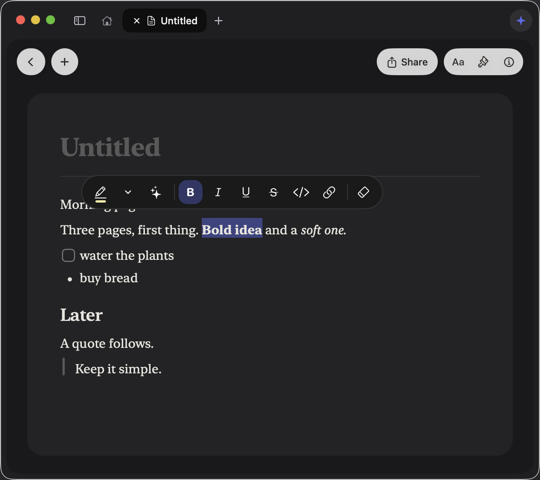 Untitled
Share
Aa
Untitled
B I U S </>
Three pages, first thing. Bold idea and a soft one.
water the plants
• buy bread
Later
A quote follows.
Keep it simple.